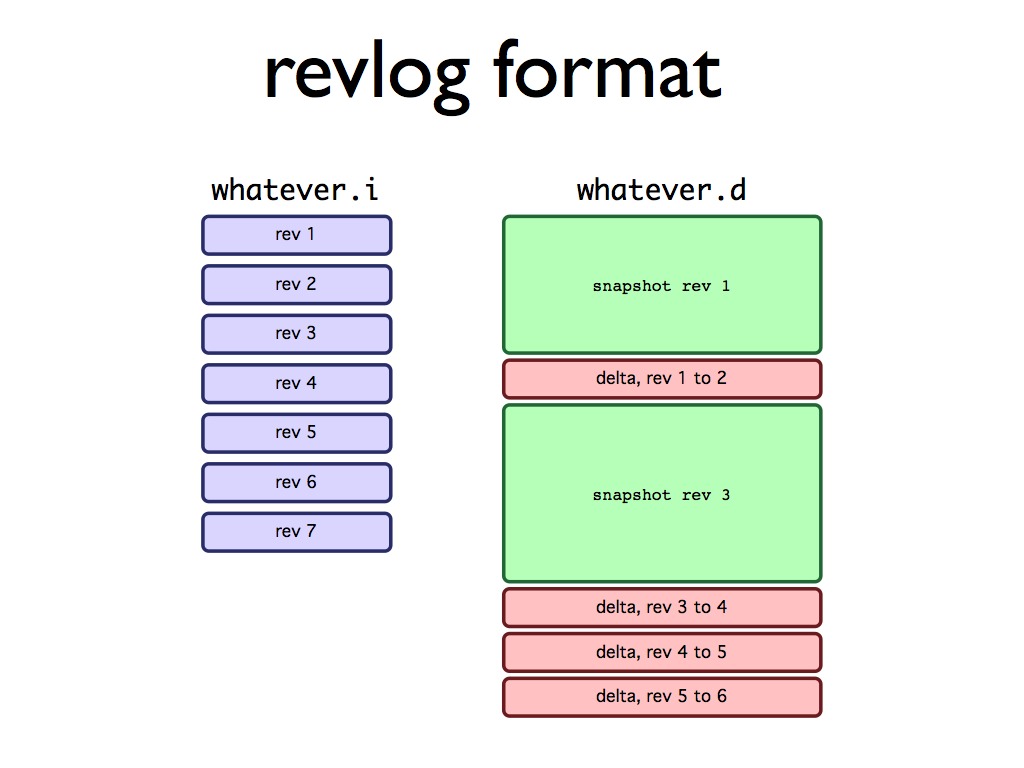 revlog format
whatever.i
rev 1
rev 2
rev 3
rev 4
rev 5
rev 6
rev 7
whatever.d
snapshot rev 1
delta, rev 1 to 2
snapshot rev 3
delta, rev 3 to 4
delta, rev 4 to 5
delta, rev 5 to 6